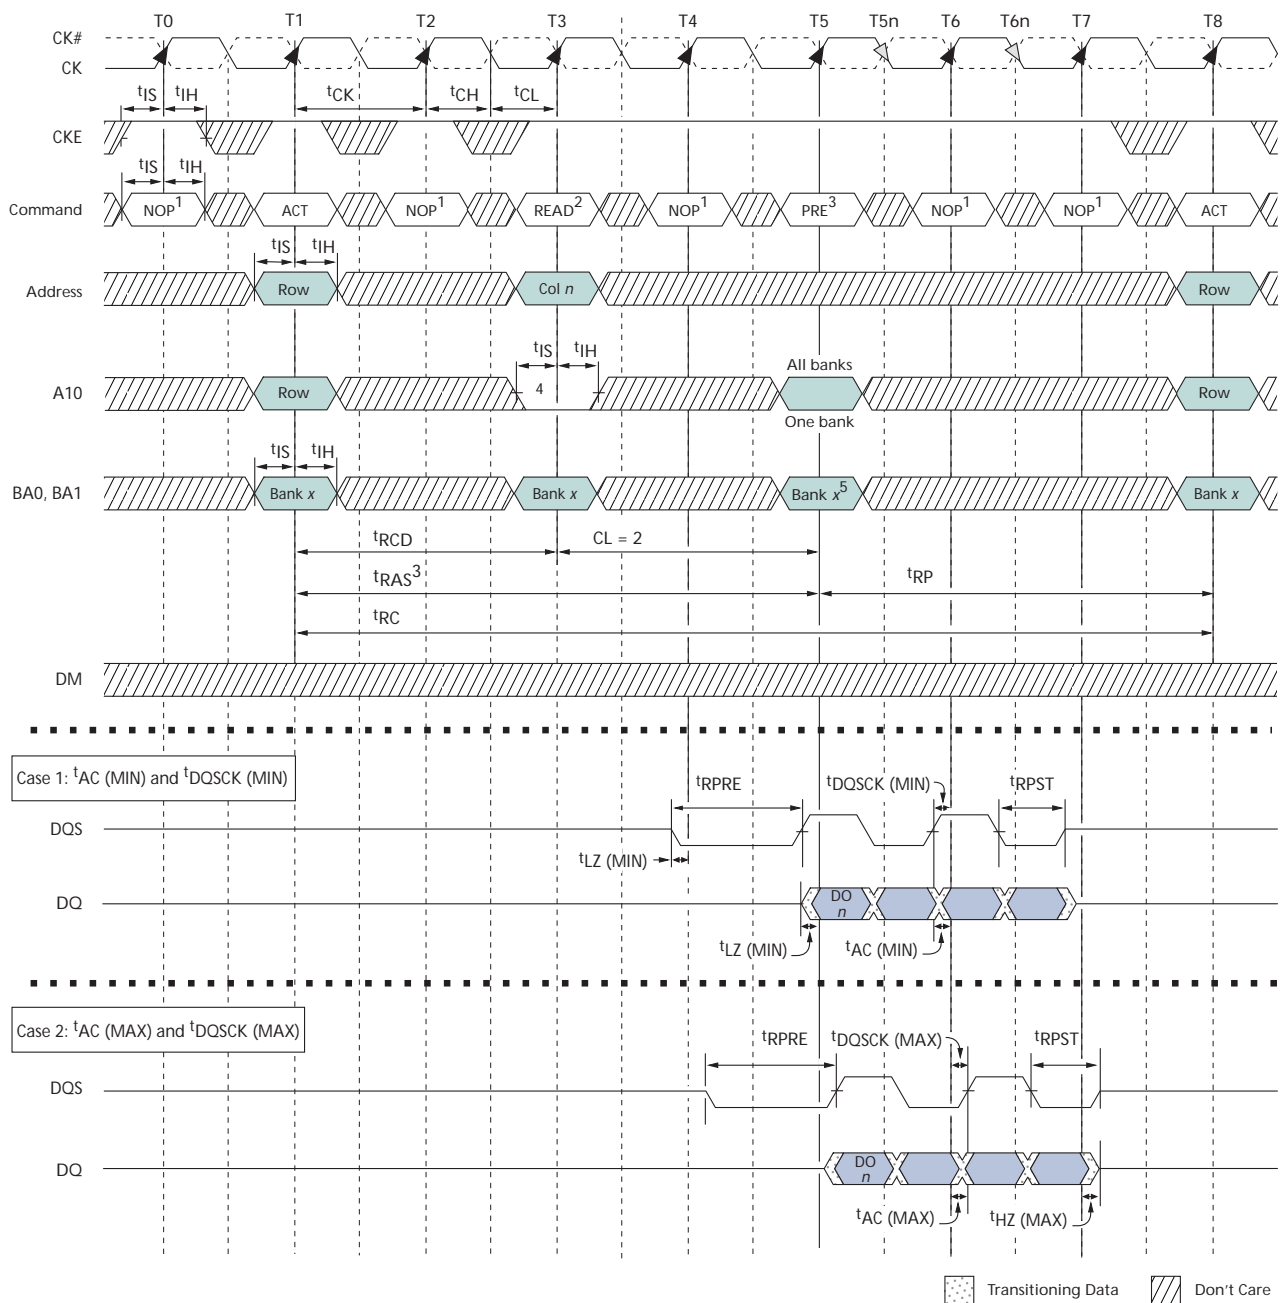 T0 T1 T2 T3 T4 T5 T5n T6 T6n T7 T8
CK#
CK
tIS tIH tCK tCH tCL
CKE
tIS tIH
Command NOP1 ACT NOP1 READ2 NOP1 PRE3 NOP1 NOP1 ACT
tIS tIH
Address Row Col n Row
tIS tIH All banks
A10 Row 4 Row
One bank
tIS tIH
BA0, BA1 Bank x Bank x Bank x5 Bank x
tRCD CL = 2
tRAS3 tRP
tRC
DM
Case 1: tAC (MIN) and tDQSCK (MIN)
tRPRE tDQSCK (MIN) tRPST
DQS
tLZ (MIN)
DQ DO
n
tLZ (MIN) tAC (MIN)
Case 2: tAC (MAX) and tDQSCK (MAX)
tRPRE tDQSCK (MAX) tRPST
DQS
DQ DO
n
tAC (MAX) tHZ (MAX)
Transitioning Data Don't Care